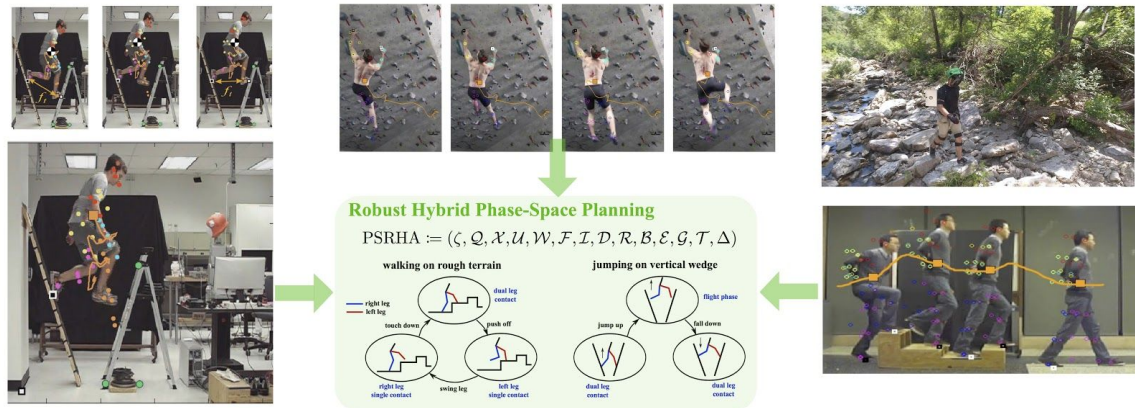 f_r
f_l
Robust Hybrid Phase-Space Planning
PSRHA := (ζ, 𝒬, 𝒳, 𝒰, 𝒲, ℱ, ℐ, 𝒟, ℛ, ℬ, ℰ, 𝒢, 𝒯, Δ)
walking on rough terrain
right leg
left leg
dual leg
contact
touch down
push off
right leg
single contact
swing leg
left leg
single contact
jumping on vertical wedge
flight phase
jump up
fall down
dual leg
contact
dual leg
contact